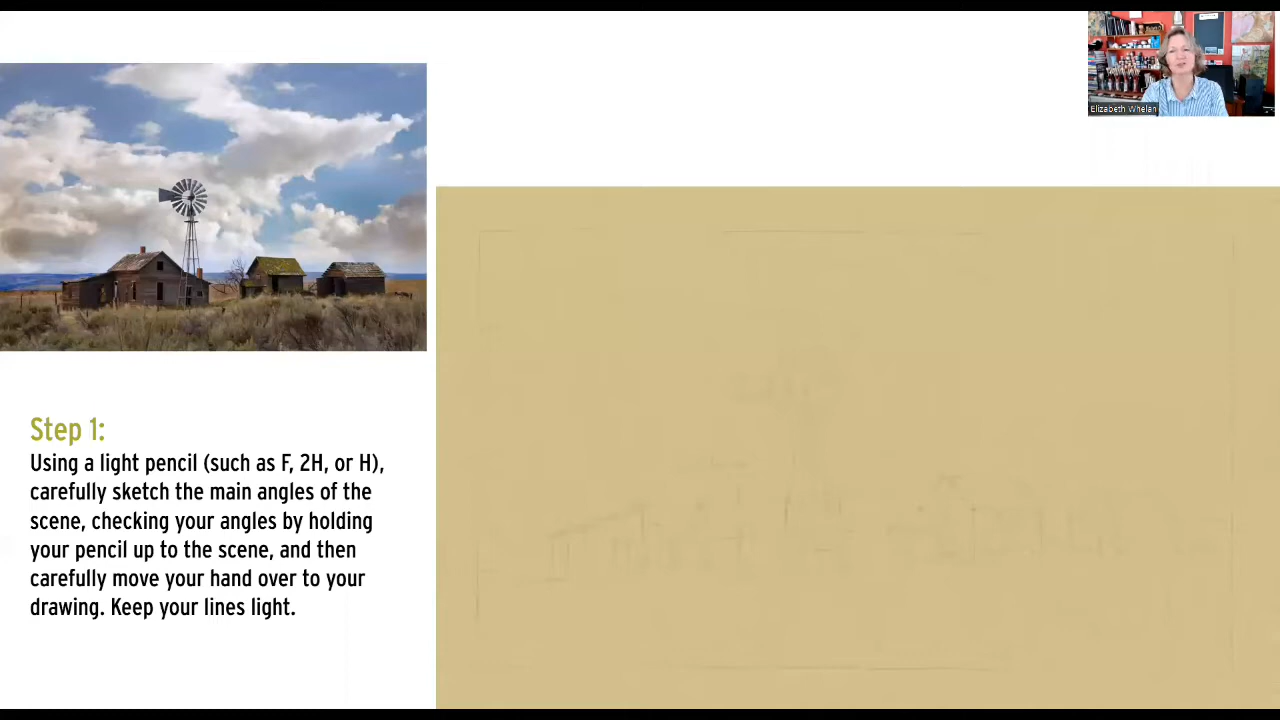 Elizabeth Whelan
Step 1:
Using a light pencil (such as F, 2H, or H),
carefully sketch the main angles of the
scene, checking your angles by holding
your pencil up to the scene, and then
carefully move your hand over to your
drawing. Keep your lines light.